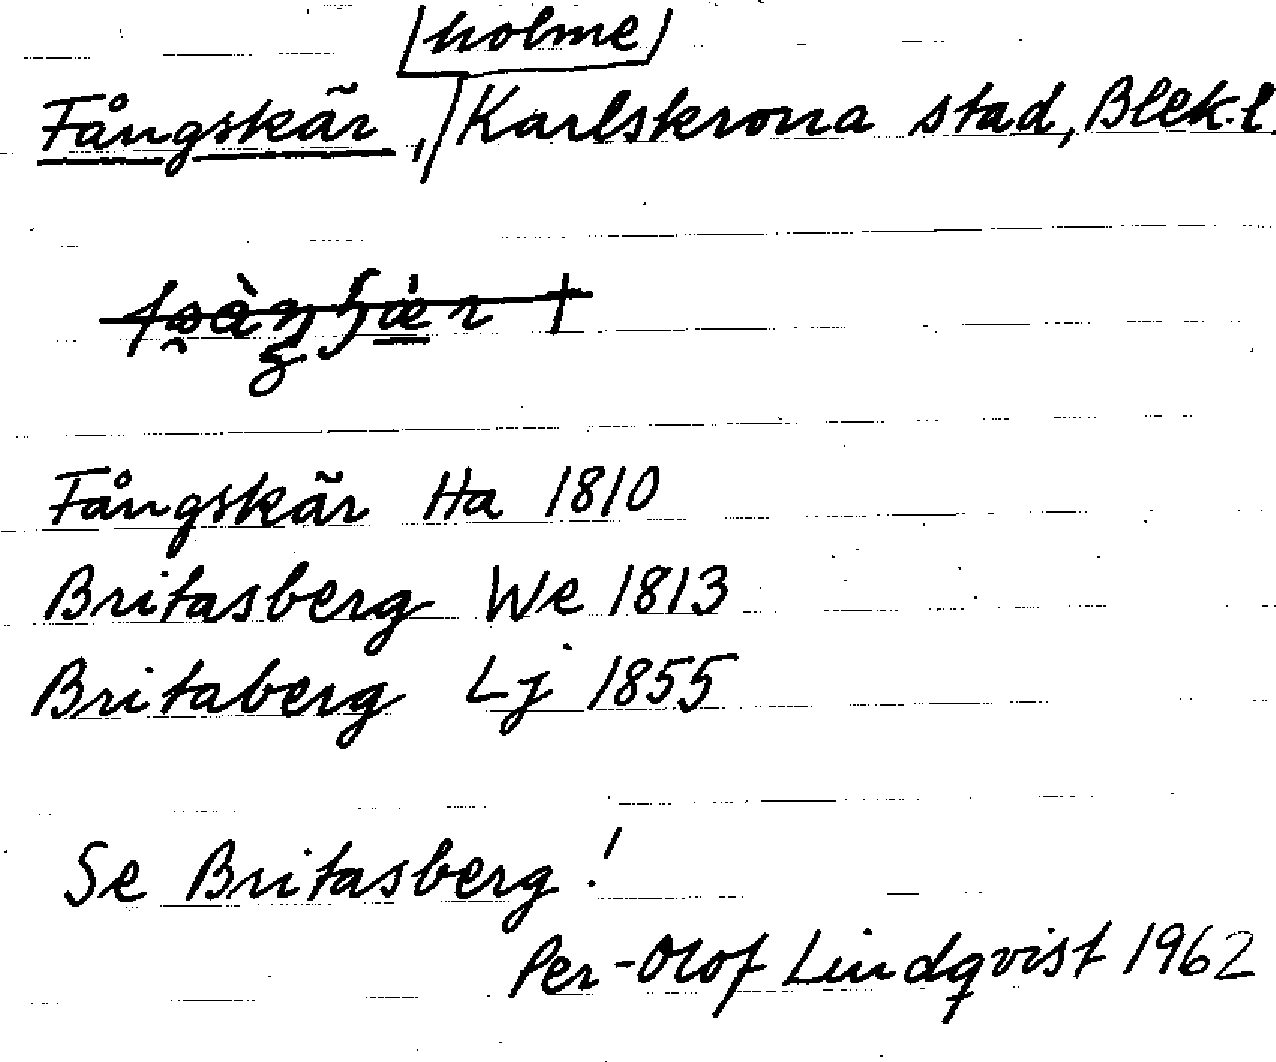 holme
Fångskär, Karlskrona stad, Blek.l.
Fångskär Ha 1810
Britasberg We 1813
Britaberg Lj 1855
Se Britasberg!
Per-Olof Lindqvist 1962